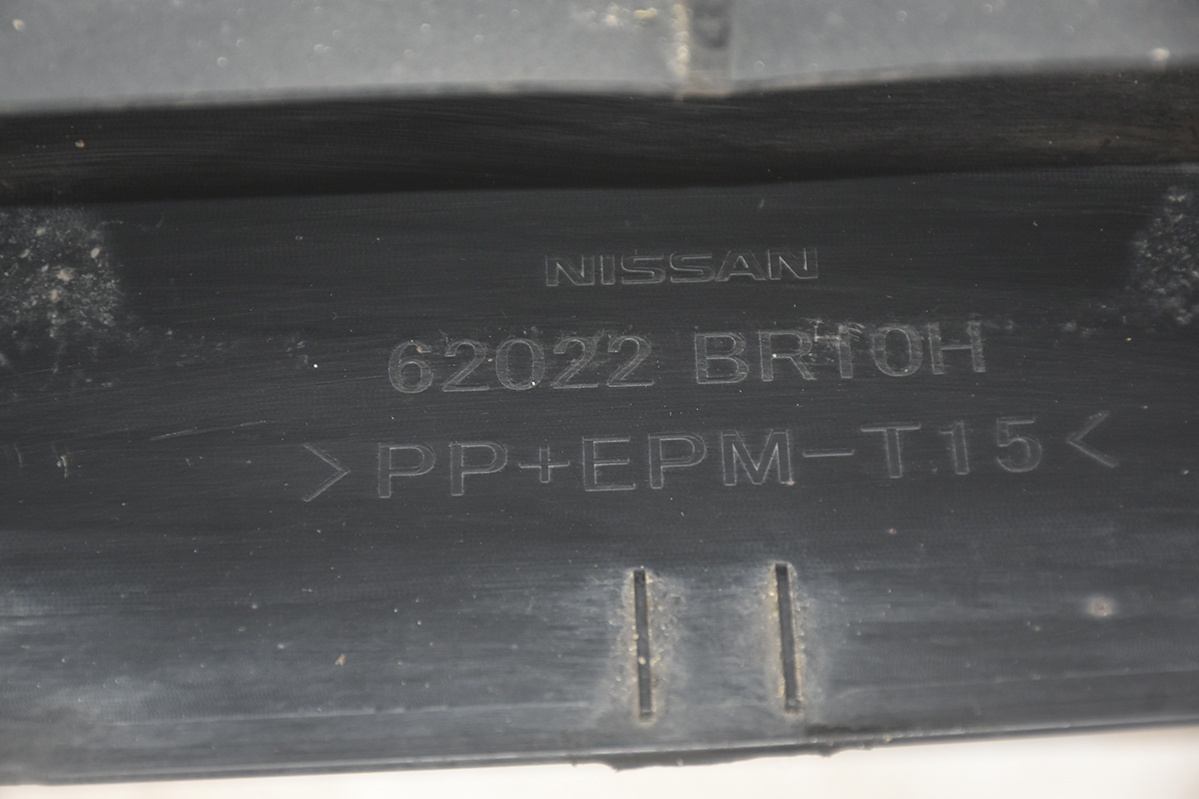 NISSAN
62022 BR10H
>PP+EPM-T15<